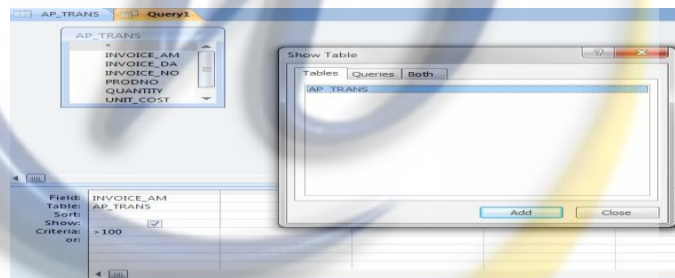 AP_TRANS
Query1
AP_TRANS
*
INVOICE_AM
INVOICE_DA
INVOICE_NO
PRODNO
QUANTITY
UNIT_COST
Show Table
Tables
Queries
Both
AP_TRANS
Add
Close
Field: INVOICE_AM
Table: AP_TRANS
Sort:
Show:
Criteria: >100
or: